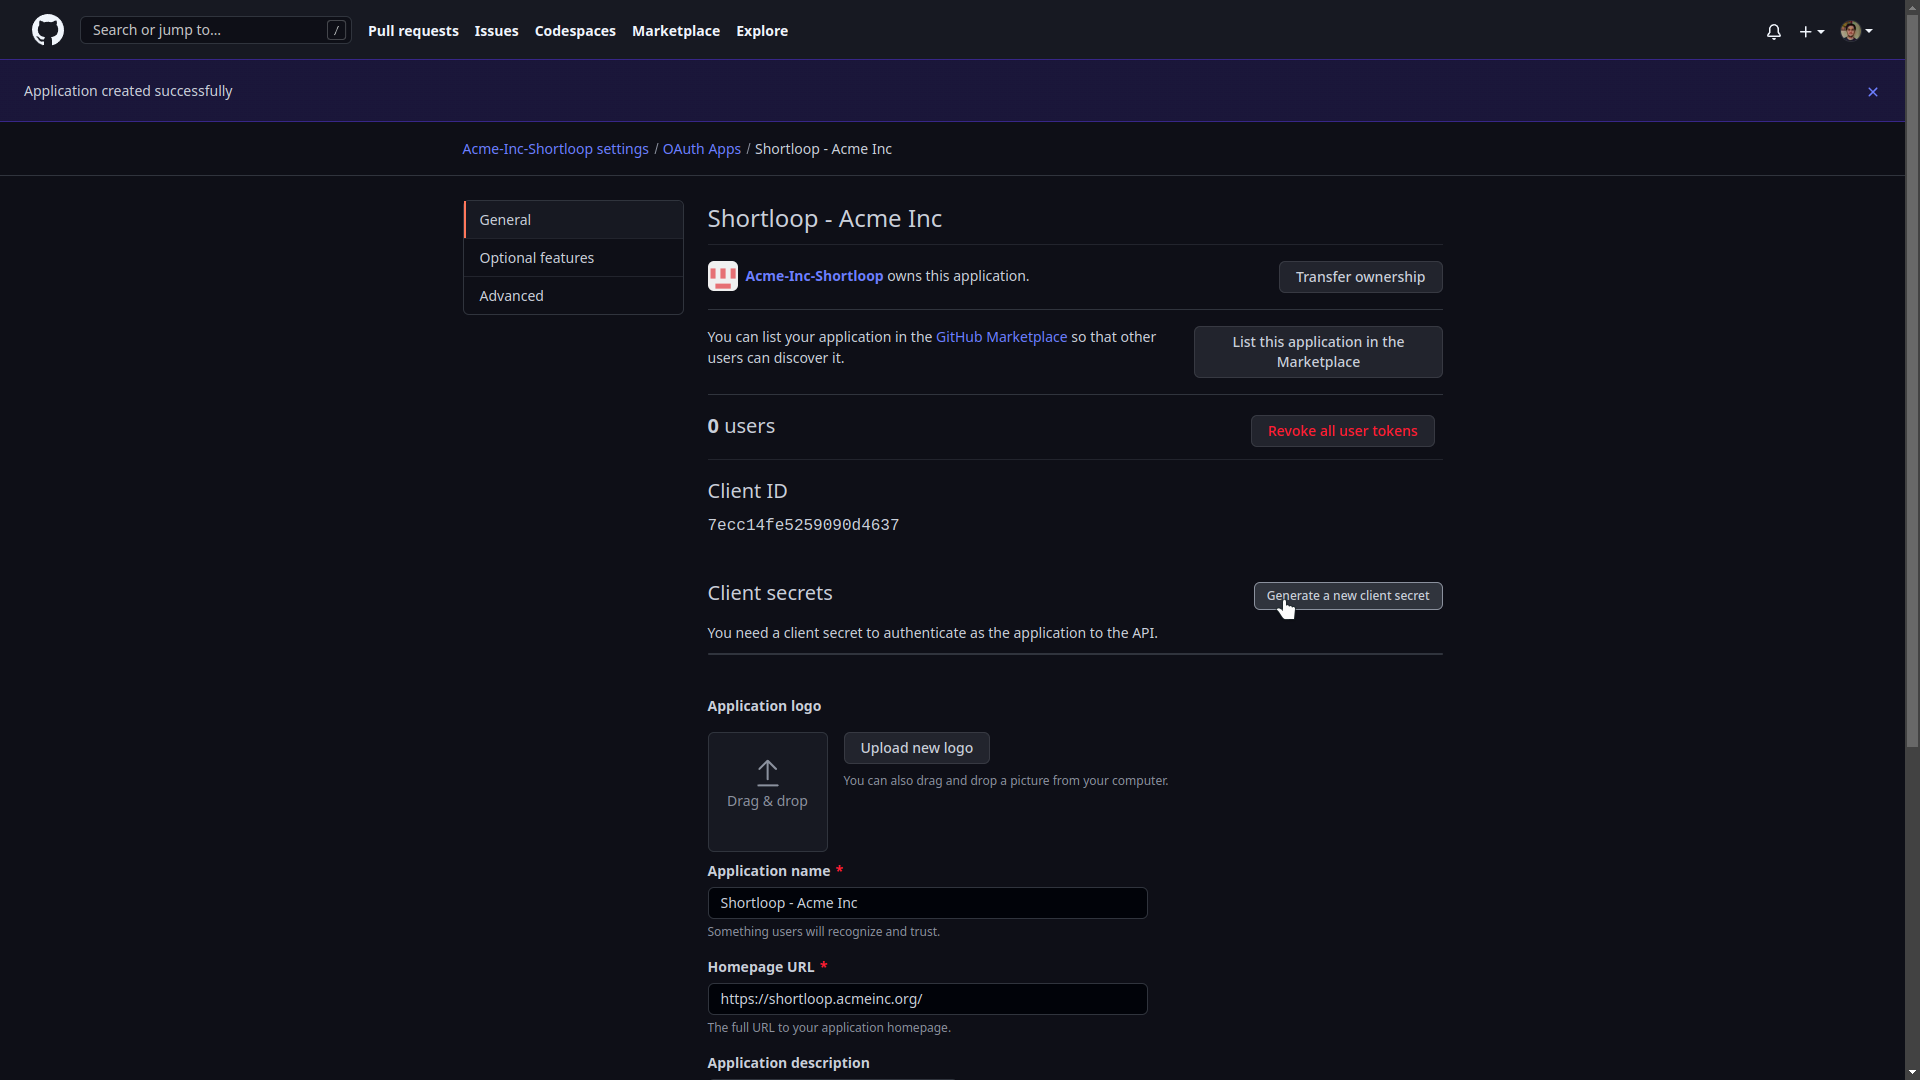 Search or jump to...
/
Pull requests
Issues
Codespaces
Marketplace
Explore
Application created successfully
Acme-Inc-Shortloop settings / OAuth Apps / Shortloop - Acme Inc
General
Optional features
Advanced
Shortloop - Acme Inc
Acme-Inc-Shortloop owns this application.
Transfer ownership
You can list your application in the GitHub Marketplace so that other
users can discover it.
List this application in the
Marketplace
0 users
Revoke all user tokens
Client ID
7ecc14fe5259090d4637
Client secrets
Generate a new client secret
You need a client secret to authenticate as the application to the API.
Application logo
Drag & drop
Upload new logo
You can also drag and drop a picture from your computer.
Application name *
Shortloop - Acme Inc
Something users will recognize and trust.
Homepage URL *
https://shortloop.acmeinc.org/
The full URL to your application homepage.
Application description